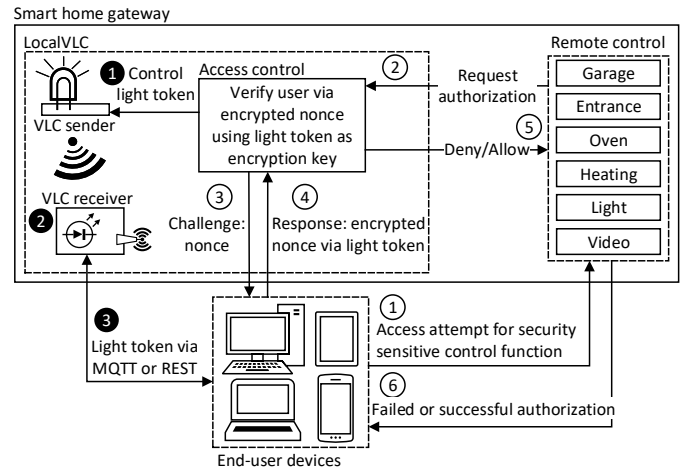 Smart home gateway
LocalVLC
1 Control
light token
VLC sender
VLC receiver
2
Access control
Verify user via
encrypted nonce
using light token as
encryption key
2
Request
authorization
5
Deny/Allow
Remote control
Garage
Entrance
Oven
Heating
Light
Video
3
Challenge:
nonce
4
Response: encrypted
nonce via light token
3
Light token via
MQTT or REST
1
Access attempt for security
sensitive control function
6
Failed or successful authorization
End-user devices